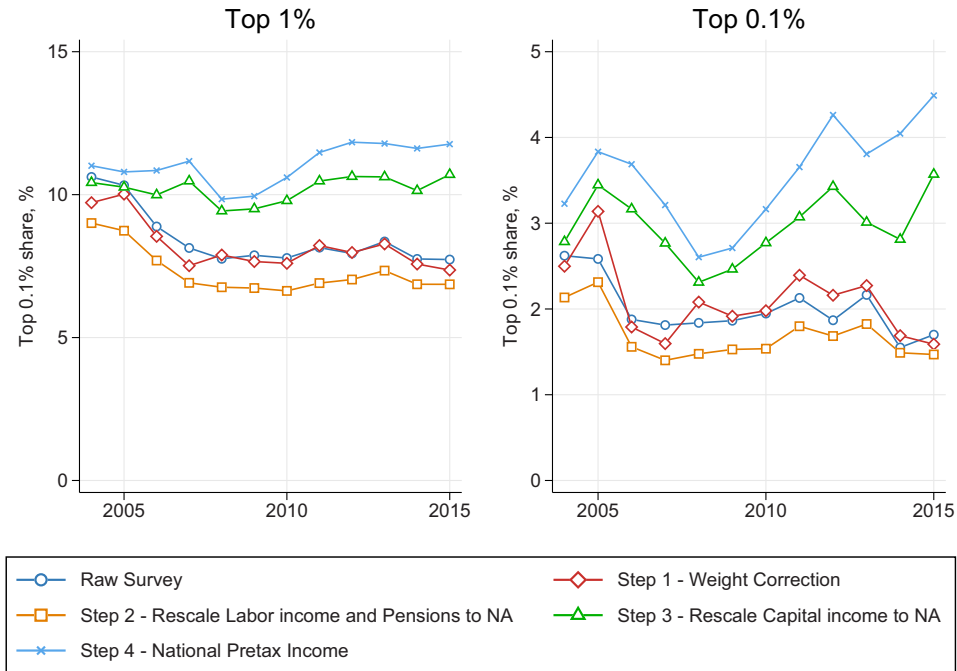 Top 1%
Top 0.1%
Top 0.1% share, %
15
10
5
0
2005
2010
2015
Top 0.1% share, %
5
4
3
2
1
0
2005
2010
2015
Raw Survey
Step 1 - Weight Correction
Step 2 - Rescale Labor income and Pensions to NA
Step 3 - Rescale Capital income to NA
Step 4 - National Pretax Income